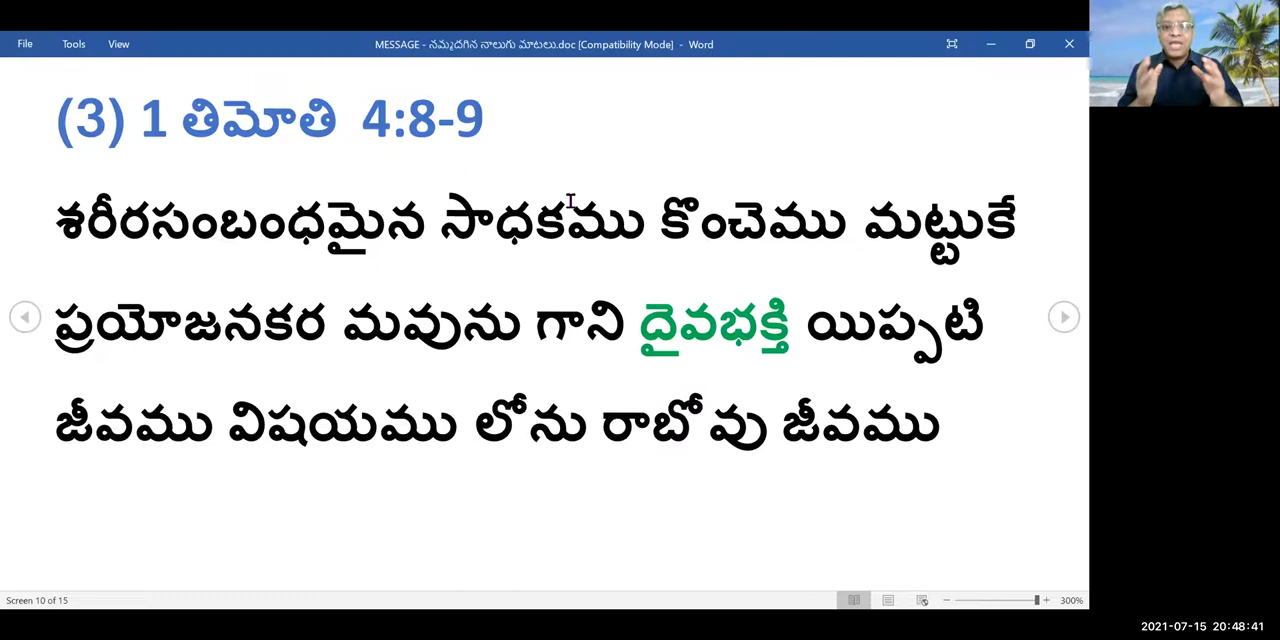 File Tools View MESSAGE - నమ్మదగిన నాలుగు మాటలు.doc [Compatibility Mode] - Word
(3) 1 తిమోతి 4:8-9
శరీరసంబంధమైన సాధకము కొంచెము మట్టుకే
ప్రయోజనకర మవును గాని దైవభక్తి యిప్పటి
జీవము విషయము లోను రాబోవు జీవము
Screen 10 of 15 300%
2021-07-15 20:48:41